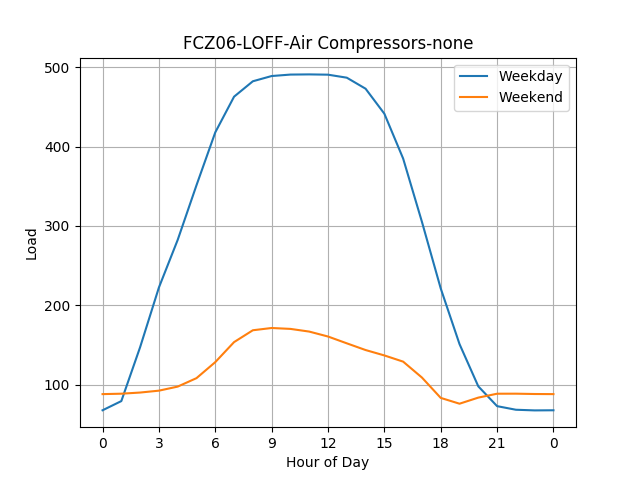 FCZ06-LOFF-Air Compressors-none
Weekday
Weekend
500
400
300
200
100
Load
0 3 6 9 12 15 18 21 0
Hour of Day